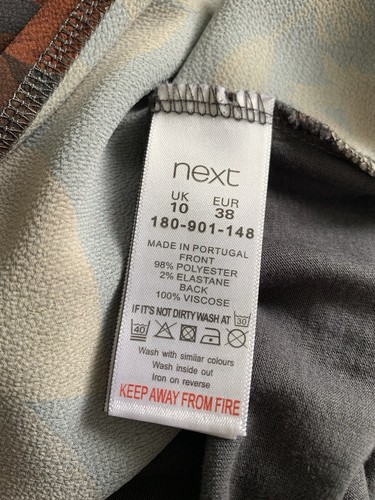 next
UK EUR
10 38
180-901-148
MADE IN PORTUGAL
FRONT
98% POLYESTER
2% ELASTANE
BACK
100% VISCOSE
IF IT'S NOT DIRTY WASH AT 30
40
Wash with similar colours
Wash inside out
Iron on reverse
KEEP AWAY FROM FIRE